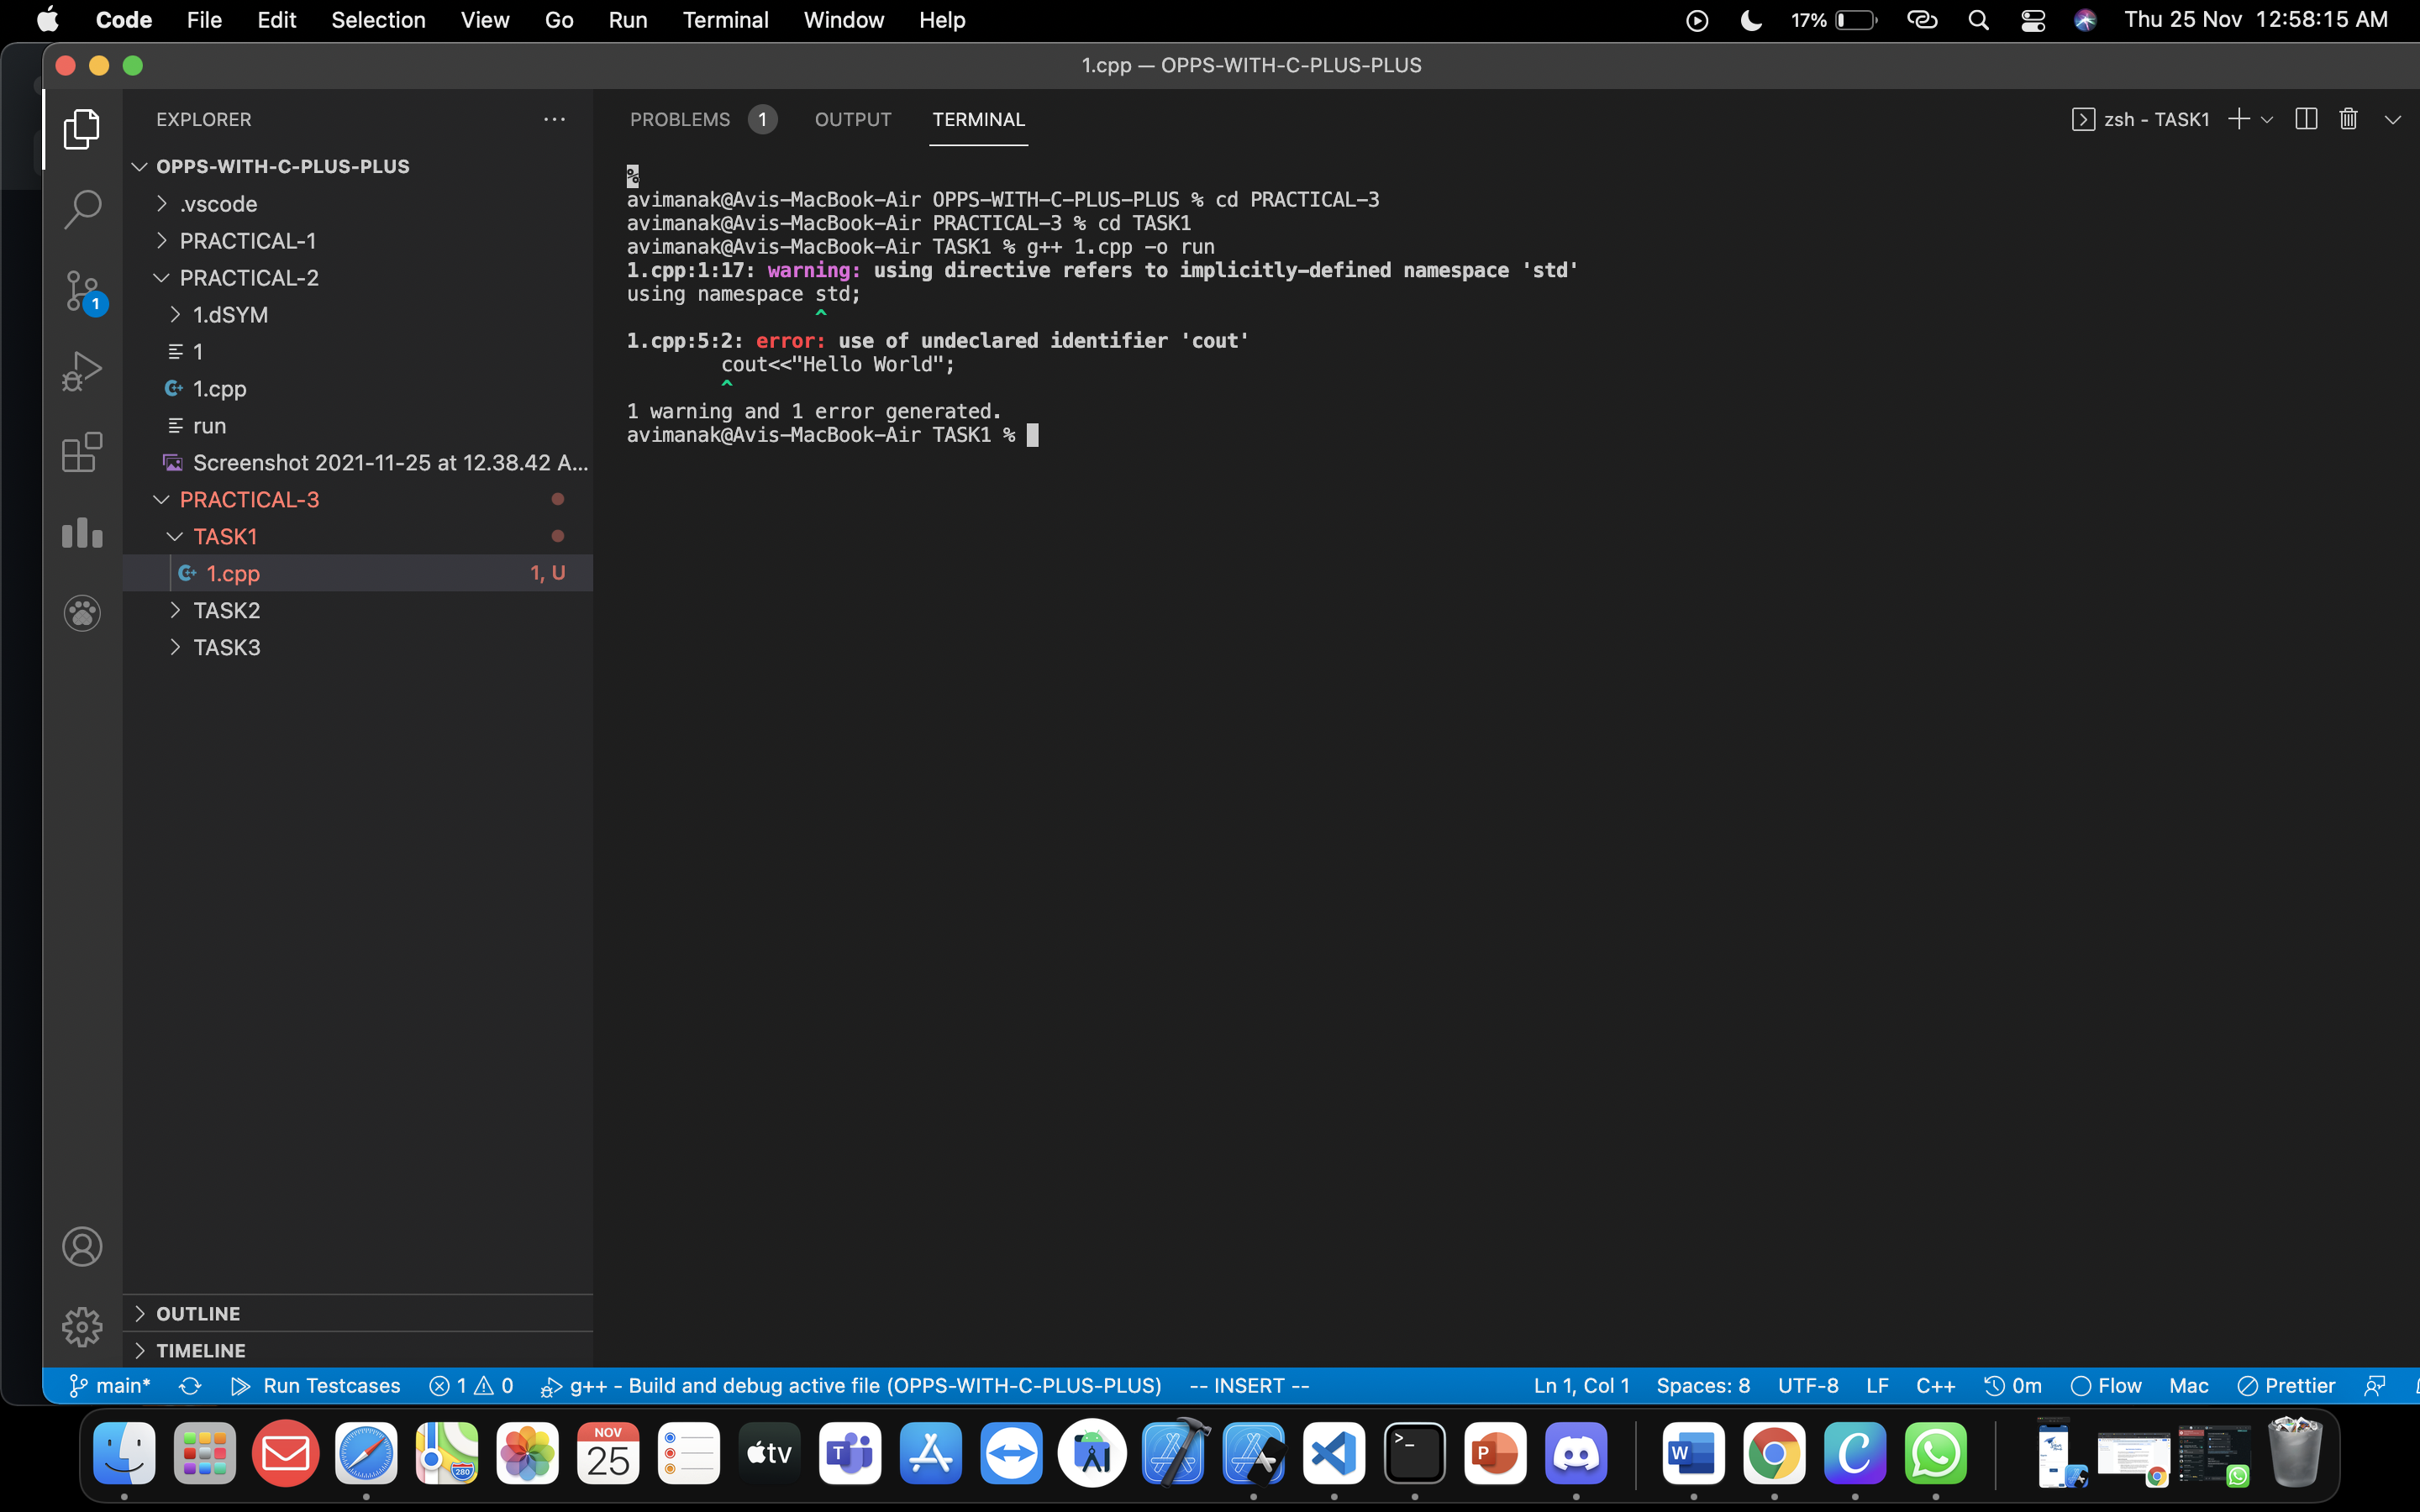 Code File Edit Selection View Go Run Terminal Window Help 17% Thu 25 Nov 12:58:15 AM
1.cpp — OPPS-WITH-C-PLUS-PLUS
EXPLORER
OPPS-WITH-C-PLUS-PLUS
.vscode
PRACTICAL-1
PRACTICAL-2
1.dSYM
1
1.cpp
run
Screenshot 2021-11-25 at 12.38.42 A...
PRACTICAL-3
TASK1
1.cpp 1, U
TASK2
TASK3
OUTLINE
TIMELINE
1
PROBLEMS 1 OUTPUT TERMINAL zsh - TASK1
%
avimanak@Avis-MacBook-Air OPPS-WITH-C-PLUS-PLUS % cd PRACTICAL-3
avimanak@Avis-MacBook-Air PRACTICAL-3 % cd TASK1
avimanak@Avis-MacBook-Air TASK1 % g++ 1.cpp -o run
1.cpp:1:17: warning: using directive refers to implicitly-defined namespace 'std'
using namespace std;
^
1.cpp:5:2: error: use of undeclared identifier 'cout'
cout<<"Hello World";
^
1 warning and 1 error generated.
avimanak@Avis-MacBook-Air TASK1 %
main* Run Testcases 1 0 g++ - Build and debug active file (OPPS-WITH-C-PLUS-PLUS) -- INSERT -- Ln 1, Col 1 Spaces: 8 UTF-8 LF C++ 0m Flow Mac Prettier
280
NOV
25
tv
T
>_
P
W
C